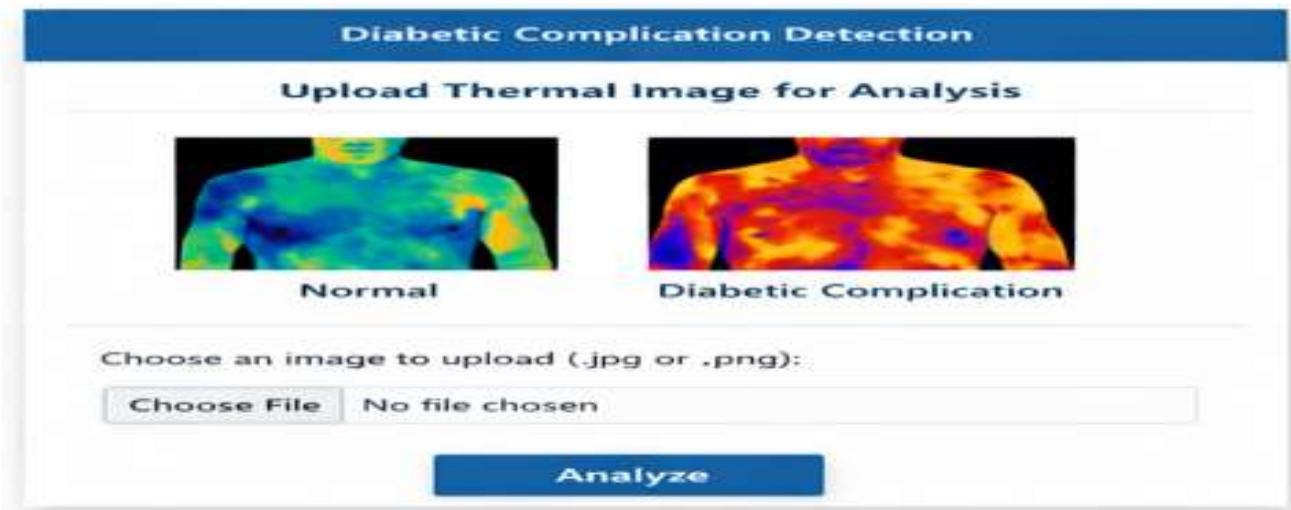 Diabetic Complication Detection
Upload Thermal Image for Analysis
Normal
Diabetic Complication
Choose an image to upload (.jpg or .png):
Choose File No file chosen
Analyze